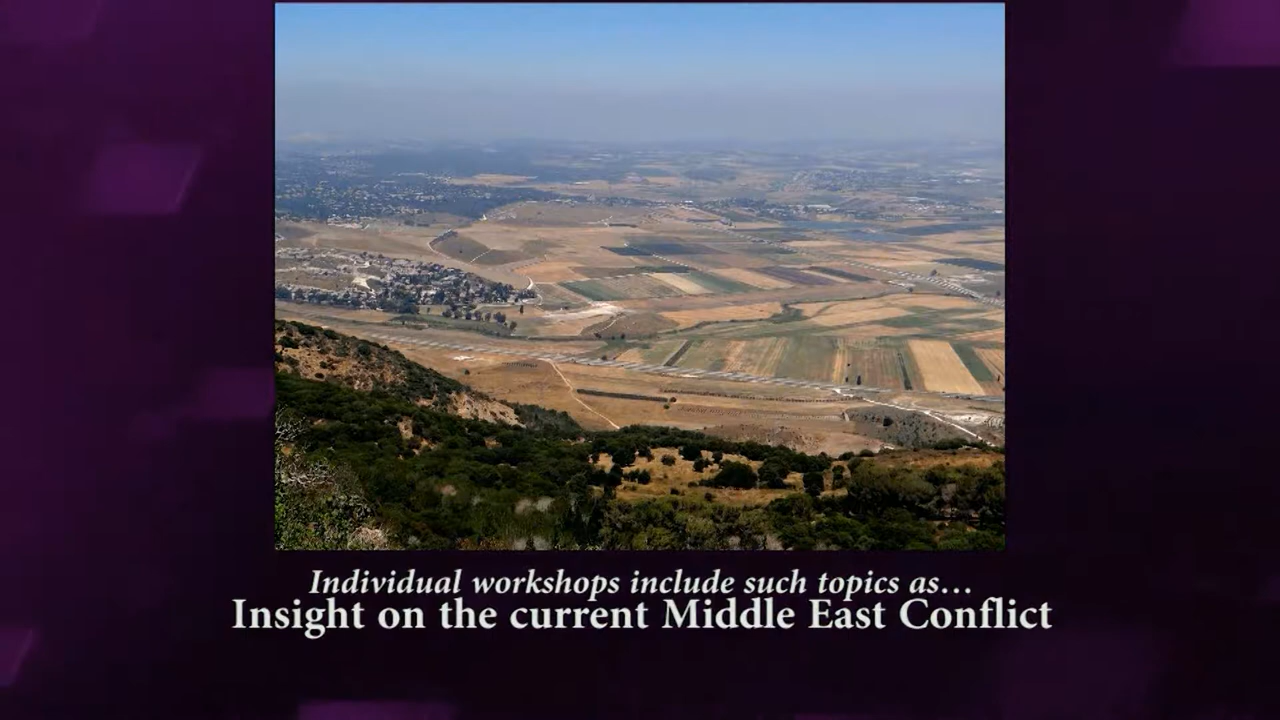 Individual workshops include such topics as…
Insight on the current Middle East Conflict